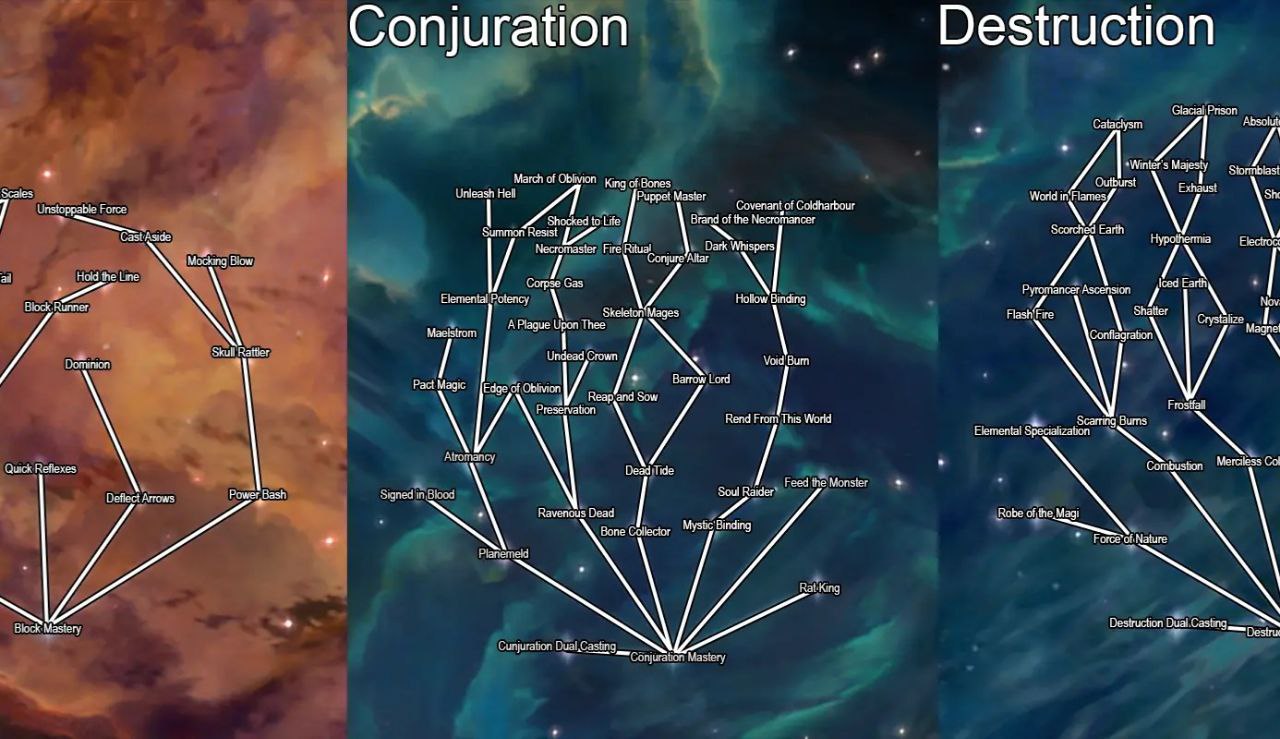 Scales
Unstoppable Force
Cast Aside
Mocking Blow
Hold the Line
Block Runner
Skull Rattler
Dominion
Quick Reflexes
Deflect Arrows
Power Bash
Block Mastery
Conjuration
March of Oblivion
King of Bones
Unleash Hell
Puppet Master
Covenant of Coldharbour
Shocked to Life
Brand of the Necromancer
Summon Resist
Necromaster
Fire Ritual
Dark Whispers
Conjure Altar
Corpse Gas
Elemental Potency
Hollow Binding
Skeleton Mages
A Plague Upon Thee
Maelstrom
Undead Crown
Void Burn
Barrow Lord
Pact Magic
Edge of Oblivion
Reap and Sow
Preservation
Rend From This World
Atromancy
Dead Tide
Feed the Monster
Signed in Blood
Soul Raider
Ravenous Dead
Mystic Binding
Bone Collector
Planemeld
Rat King
Cunjuration Dual Casting
Conjuration Mastery
Destruction
Glacial Prison
Cataclysm
Absolut
Winter's Majesty
Stormblast
Outburst
Exhaust
World in Flames
Scorched Earth
Hypothermia
Electroc
Iced Earth
Pyromancer Ascension
Nov
Flash Fire
Shatter
Crystalize
Magnet
Conflagration
Frostfall
Scarring Burns
Elemental Specialization
Combustion
Merciless Col
Robe of the Magi
Force of Nature
Destruction Dual Casting
Destruc